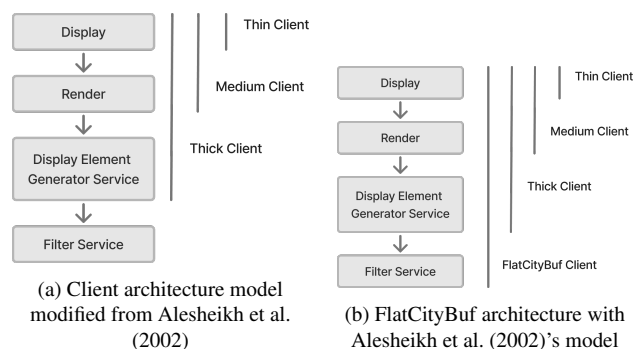 Display
Thin Client
Render
Medium Client
Display Element
Generator Service
Thick Client
Filter Service
(a) Client architecture model
modified from Alesheikh et al.
(2002)
Display
Thin Client
Render
Medium Client
Display Element
Generator Service
Thick Client
Filter Service
FlatCityBuf Client
(b) FlatCityBuf architecture with
Alesheikh et al. (2002)'s model